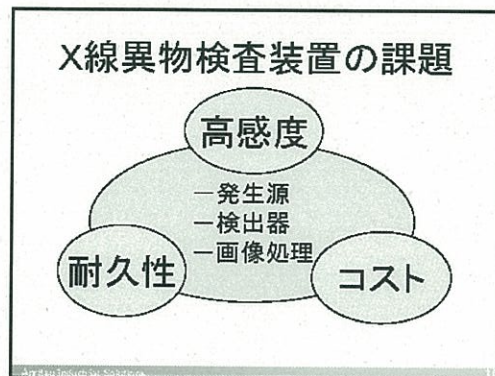 X線異物検査装置の課題
高感度
－発生源
－検出器
－画像処理
耐久性
コスト